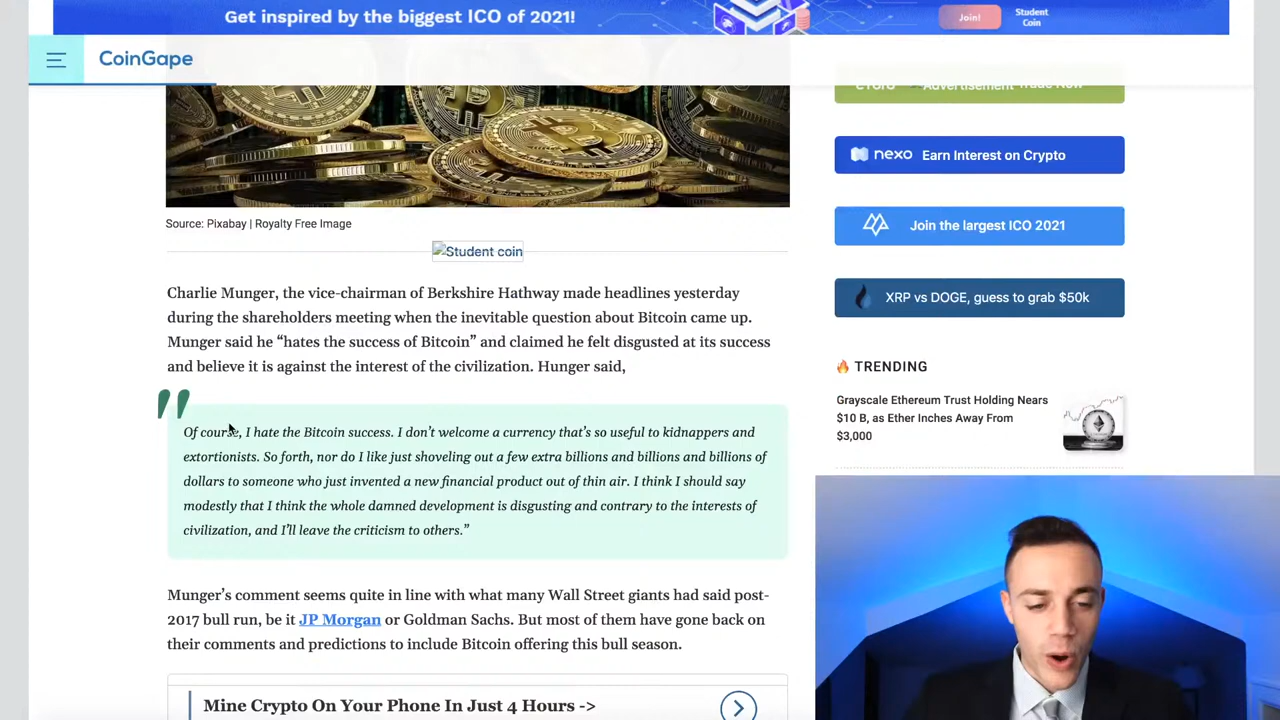 Get inspired by the biggest ICO of 2021!
Join!
Student
Coin
CoinGape
Advertisement
Trade Now
nexo Earn Interest on Crypto
Source: Pixabay | Royalty Free Image
Join the largest ICO 2021
Student coin
Charlie Munger, the vice-chairman of Berkshire Hathway made headlines yesterday
during the shareholders meeting when the inevitable question about Bitcoin came up.
Munger said he “hates the success of Bitcoin” and claimed he felt disgusted at its success
and believe it is against the interest of the civilization. Hunger said,
XRP vs DOGE, guess to grab $50k
🔥 TRENDING
Grayscale Ethereum Trust Holding Nears
$10 B, as Ether Inches Away From
$3,000
"
Of course, I hate the Bitcoin success. I don’t welcome a currency that’s so useful to kidnappers and
extortionists. So forth, nor do I like just shoveling out a few extra billions and billions and billions of
dollars to someone who just invented a new financial product out of thin air. I think I should say
modestly that I think the whole damned development is disgusting and contrary to the interests of
civilization, and I’ll leave the criticism to others.”
Munger’s comment seems quite in line with what many Wall Street giants had said post-
2017 bull run, be it JP Morgan or Goldman Sachs. But most of them have gone back on
their comments and predictions to include Bitcoin offering this bull season.
Mine Crypto On Your Phone In Just 4 Hours ->